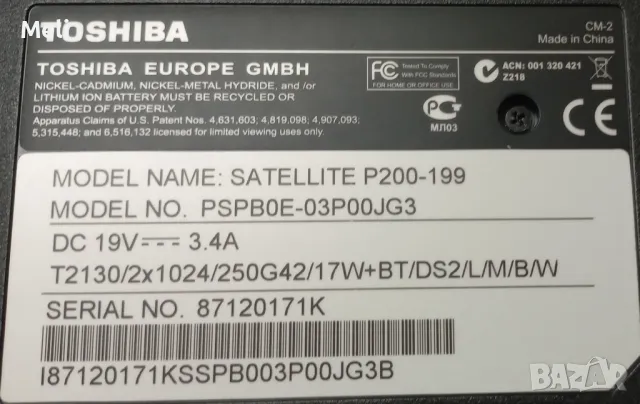 Meli
TOSHIBA
CM-2
Made in China
TOSHIBA EUROPE GMBH
NICKEL-CADMIUM, NICKEL-METAL HYDRIDE, and /or
LITHIUM ION BATTERY MUST BE RECYCLED OR
DISPOSED OF PROPERLY.
Apparatus Claims of U.S. Patent Nos. 4,631,603; 4,819,098; 4,907,093;
5,315,448; and 6,516,132 licensed for limited viewing uses only.
FC Tested To Comply
With FCC Standards
FOR HOME OR OFFICE USE
ACN: 001 320 421
Z218
МЛ03
CE
MODEL NAME: SATELLITE P200-199
MODEL NO. PSPB0E-03P00JG3
DC 19V 3.4A
T2130/2x1024/250G42/17W+BT/DS2/L/M/B/W
SERIAL NO. 87120171K
I87120171KSSPB003P00JG3B
BAZAR